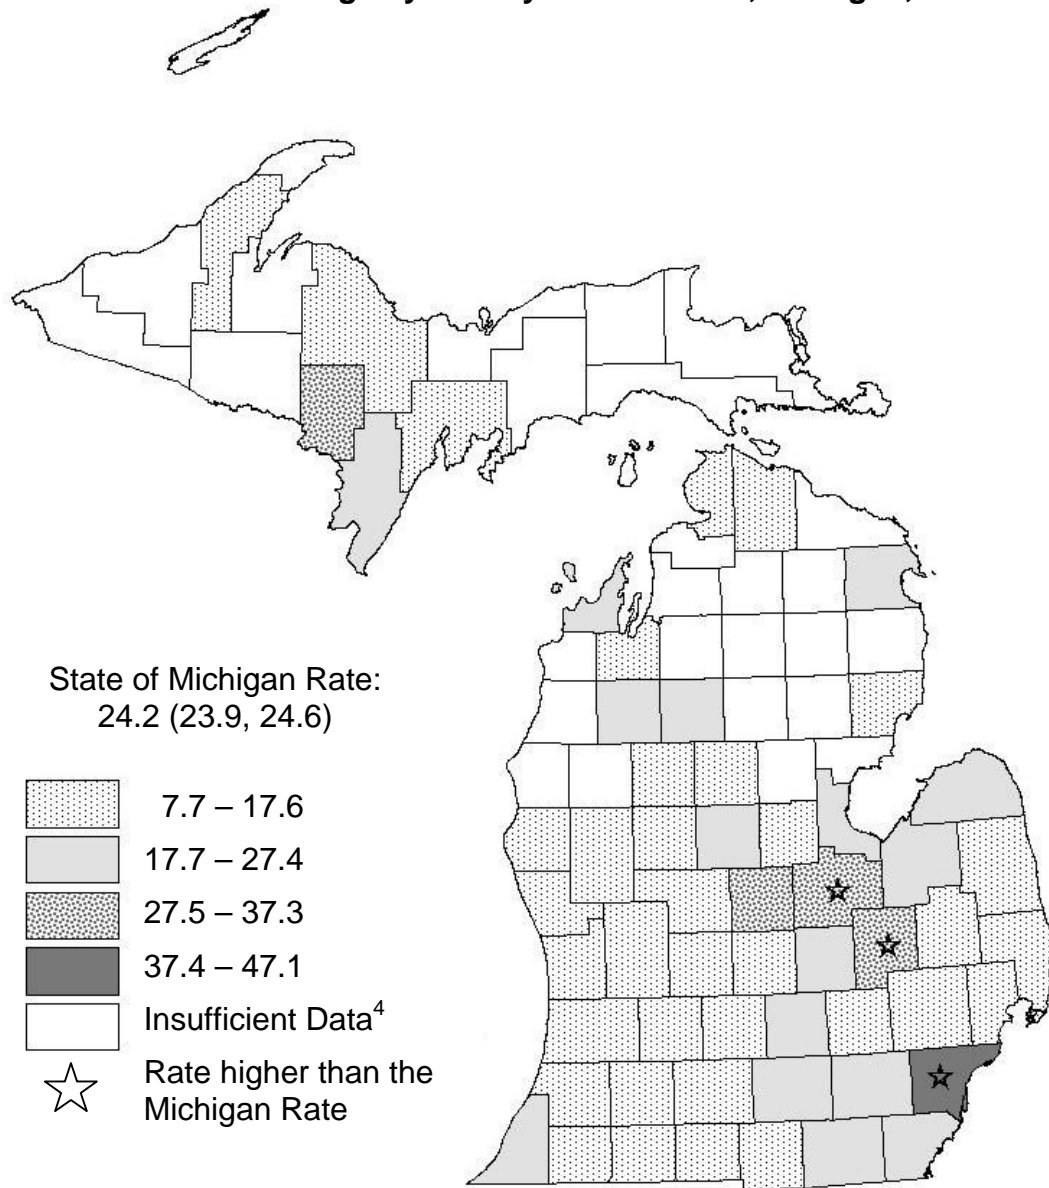 State of Michigan Rate:
24.2 (23.9, 24.6)
7.7 – 17.6
17.7 – 27.4
27.5 – 37.3
37.4 – 47.1
Insufficient Data⁴
Rate higher than the
Michigan Rate